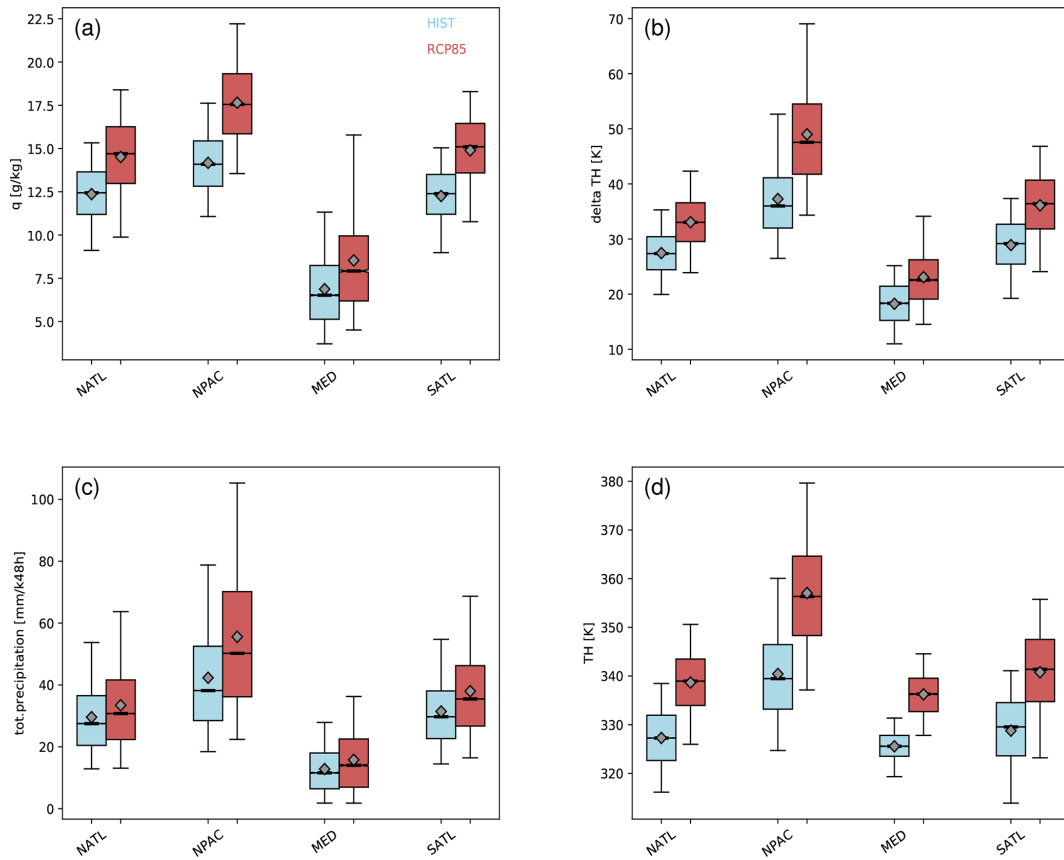 (a)
HIST
RCP85
q [g/kg]
22.5
20.0
17.5
15.0
12.5
10.0
7.5
5.0
NATL
NPAC
MED
SATL
(b)
delta TH [K]
70
60
50
40
30
20
10
NATL
NPAC
MED
SATL
(c)
tot.precipitation [mm/k48h]
100
80
60
40
20
0
NATL
NPAC
MED
SATL
(d)
TH [K]
380
370
360
350
340
330
320
NATL
NPAC
MED
SATL